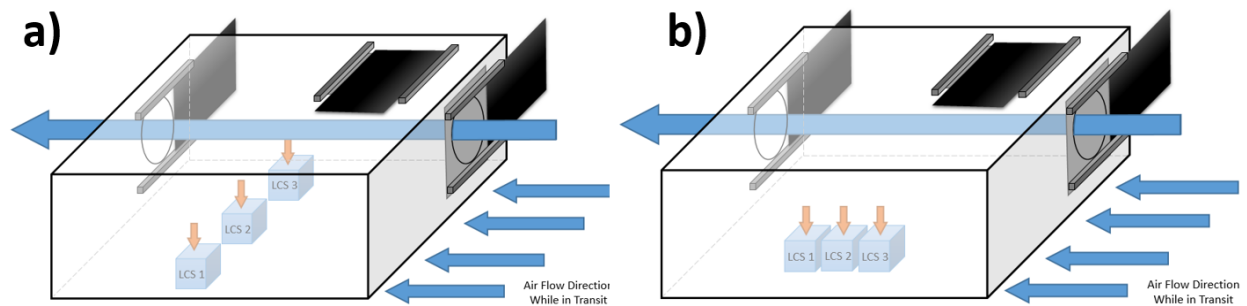 a)
LCS 3
LCS 2
LCS 1
Air Flow Direction
While in Transit
b)
LCS 1
LCS 2
LCS 3
Air Flow Direction
While in Transit